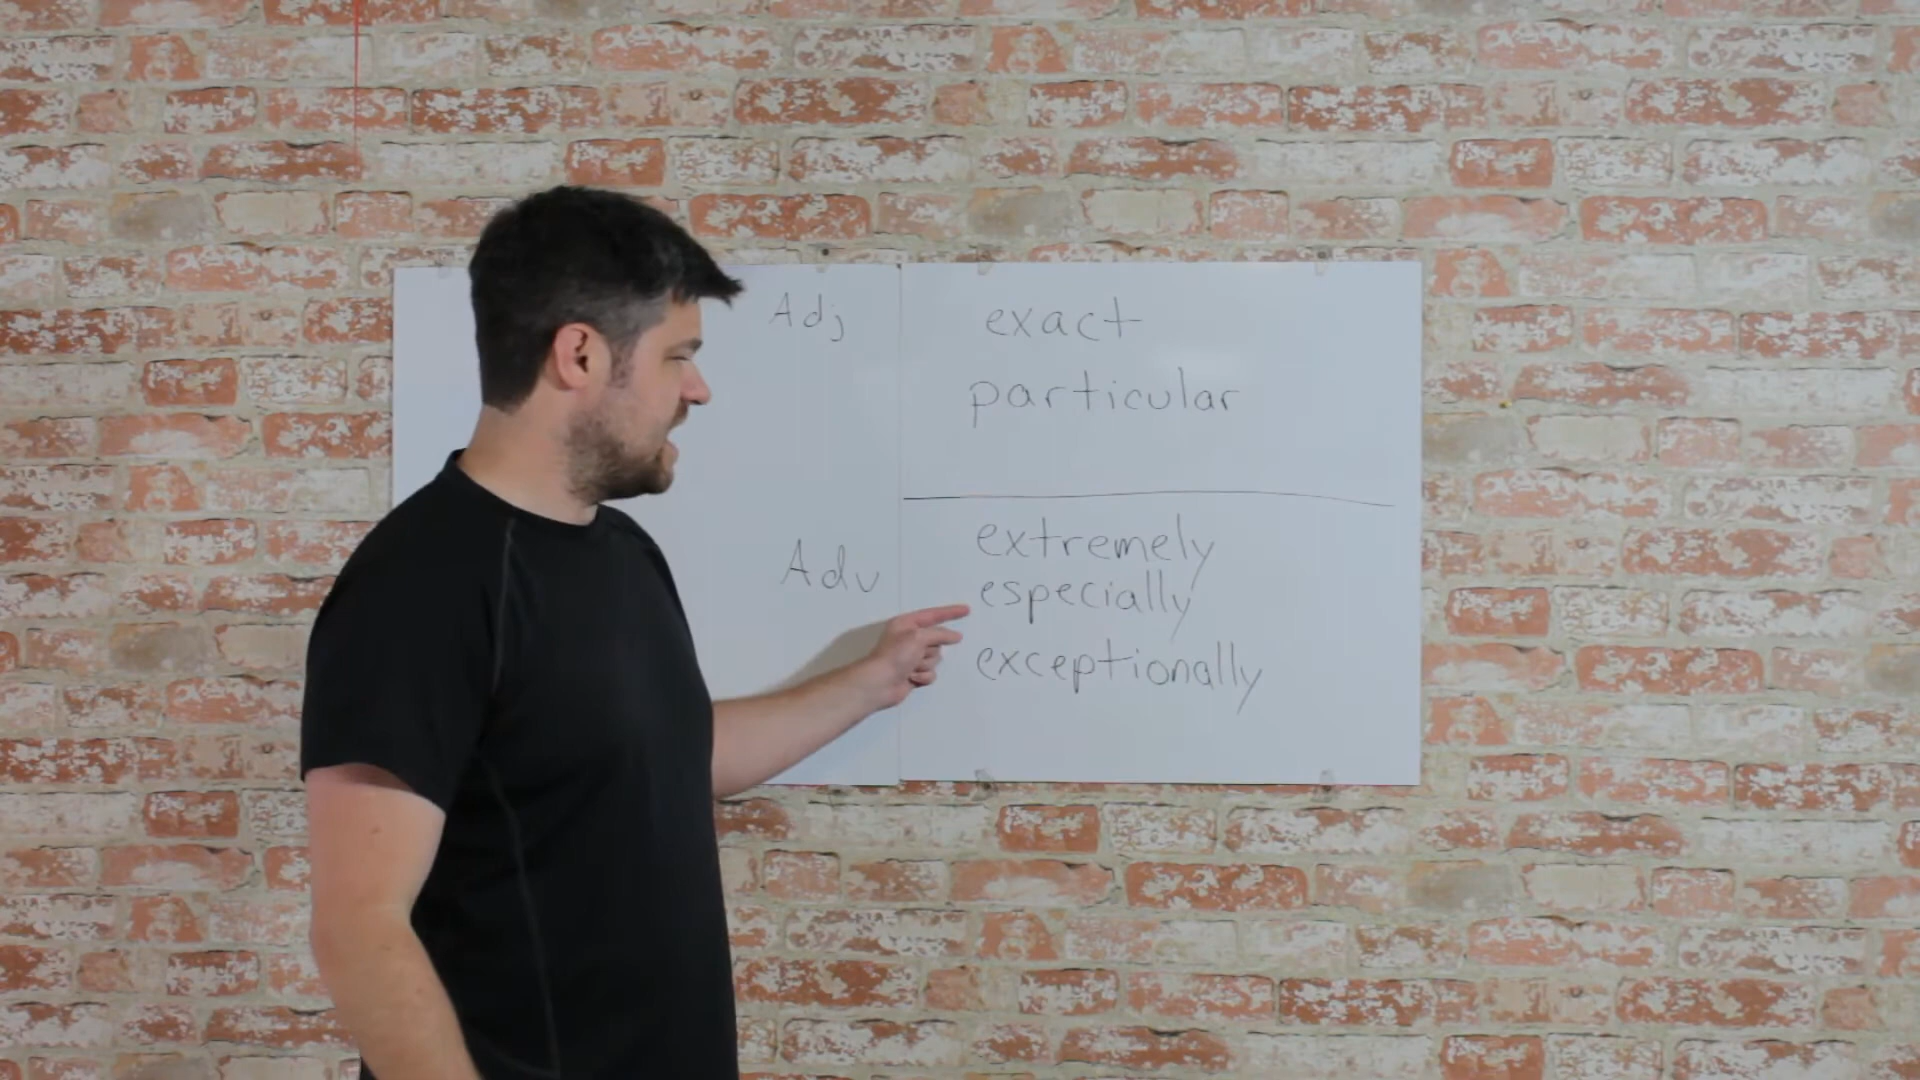 Adj
exact
particular
Adv
extremely
especially
exceptionally